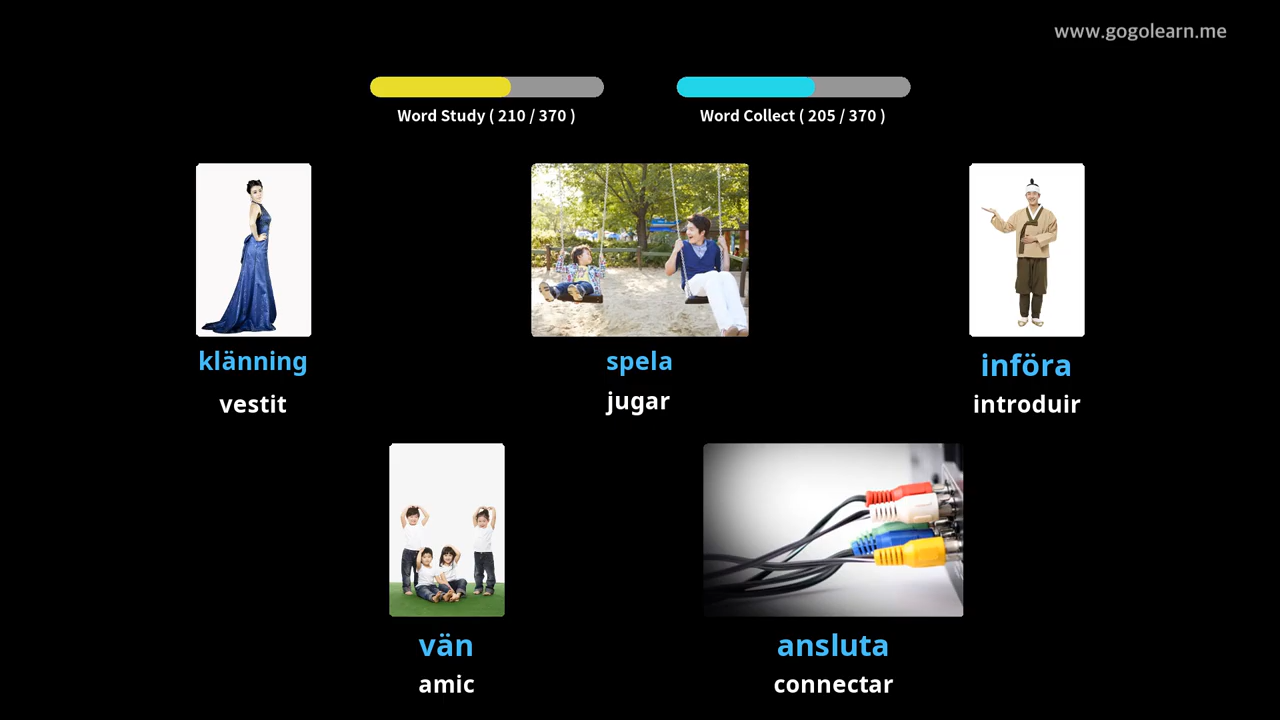 www.gogolearn.me
Word Study ( 210 / 370 )
Word Collect ( 205 / 370 )
klänning
spela
införa
vestit
jugar
introduir
vän
ansluta
amic
connectar